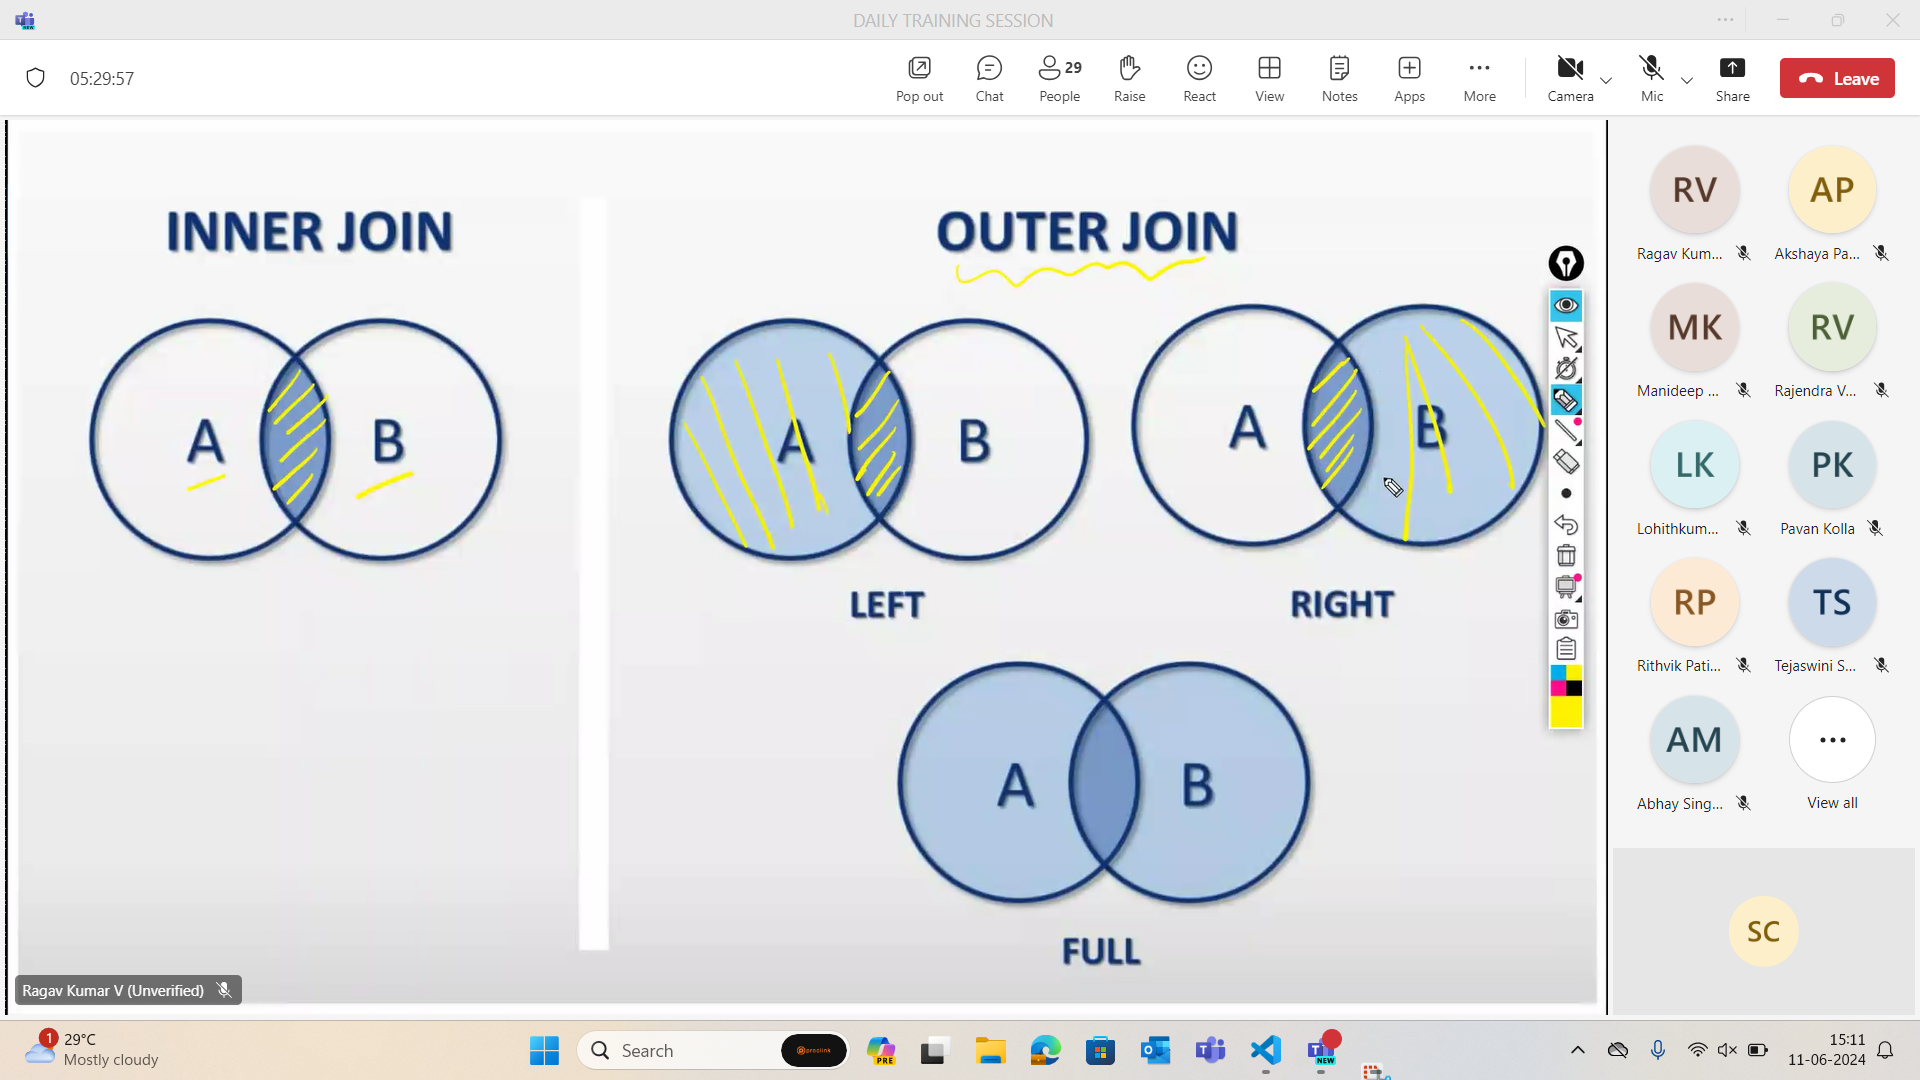 DAILY TRAINING SESSION
05:29:57
Pop out
Chat
29
People
Raise
React
View
Notes
Apps
More
Camera
Mic
Share
Leave
INNER JOIN
A
B
OUTER JOIN
A
B
LEFT
A
B
RIGHT
A
B
FULL
Ragav Kumar V (Unverified)
RV
Ragav Kum...
AP
Akshaya Pa...
MK
Manideep ...
RV
Rajendra V...
LK
Lohithkum...
PK
Pavan Kolla
RP
Rithvik Pati...
TS
Tejaswini S...
AM
Abhay Sing...
View all
SC
1
29°C
Mostly cloudy
Search
prolink
PRE
NEW
15:11
11-06-2024